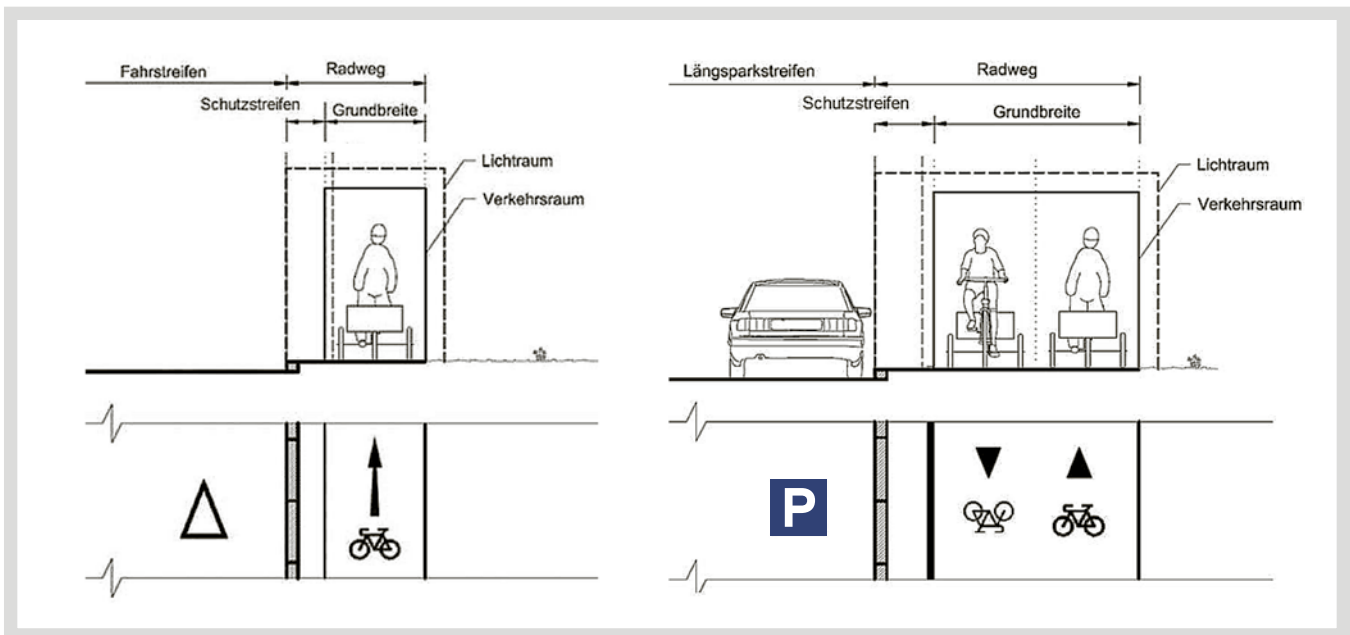 Fahrstreifen
Radweg
Schutzstreifen
Grundbreite
Lichtraum
Verkehrsraum
Längsparkstreifen
Radweg
Schutzstreifen
Grundbreite
Lichtraum
Verkehrsraum
P